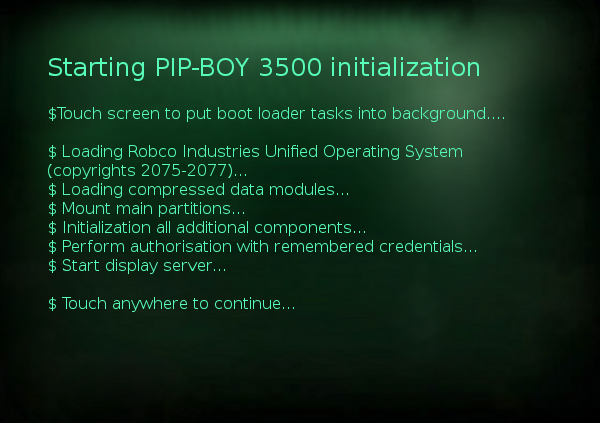 Starting PIP-BOY 3500 initialization
$Touch screen to put boot loader tasks into background....
$ Loading Robco Industries Unified Operating System
(copyrights 2075-2077)...
$ Loading compressed data modules...
$ Mount main partitions...
$ Initialization all additional components...
$ Perform authorisation with remembered credentials...
$ Start display server...
$ Touch anywhere to continue...